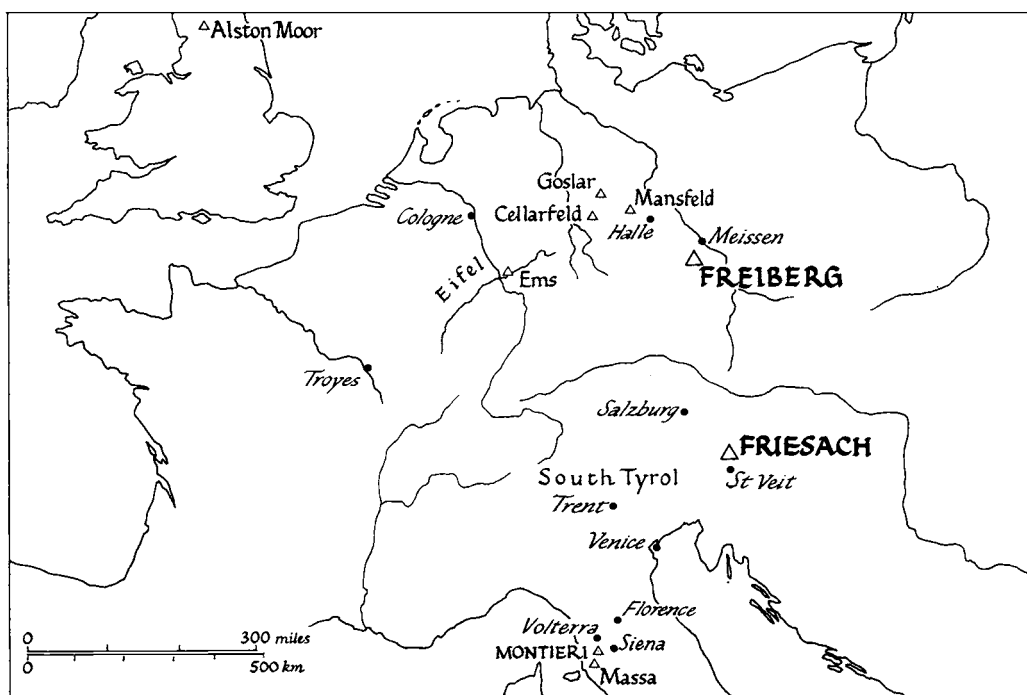 Alston Moor
Goslar
Mansfeld
Cologne
Cellarfeld
Halle
Meissen
Eifel
Ems
FREIBERG
Troyes
Salzburg
FRIESACH
South Tyrol
St Veit
Trent
Venice
Florence
Volterra
Siena
MONTIERI
Massa
0 300 miles
0 500 km